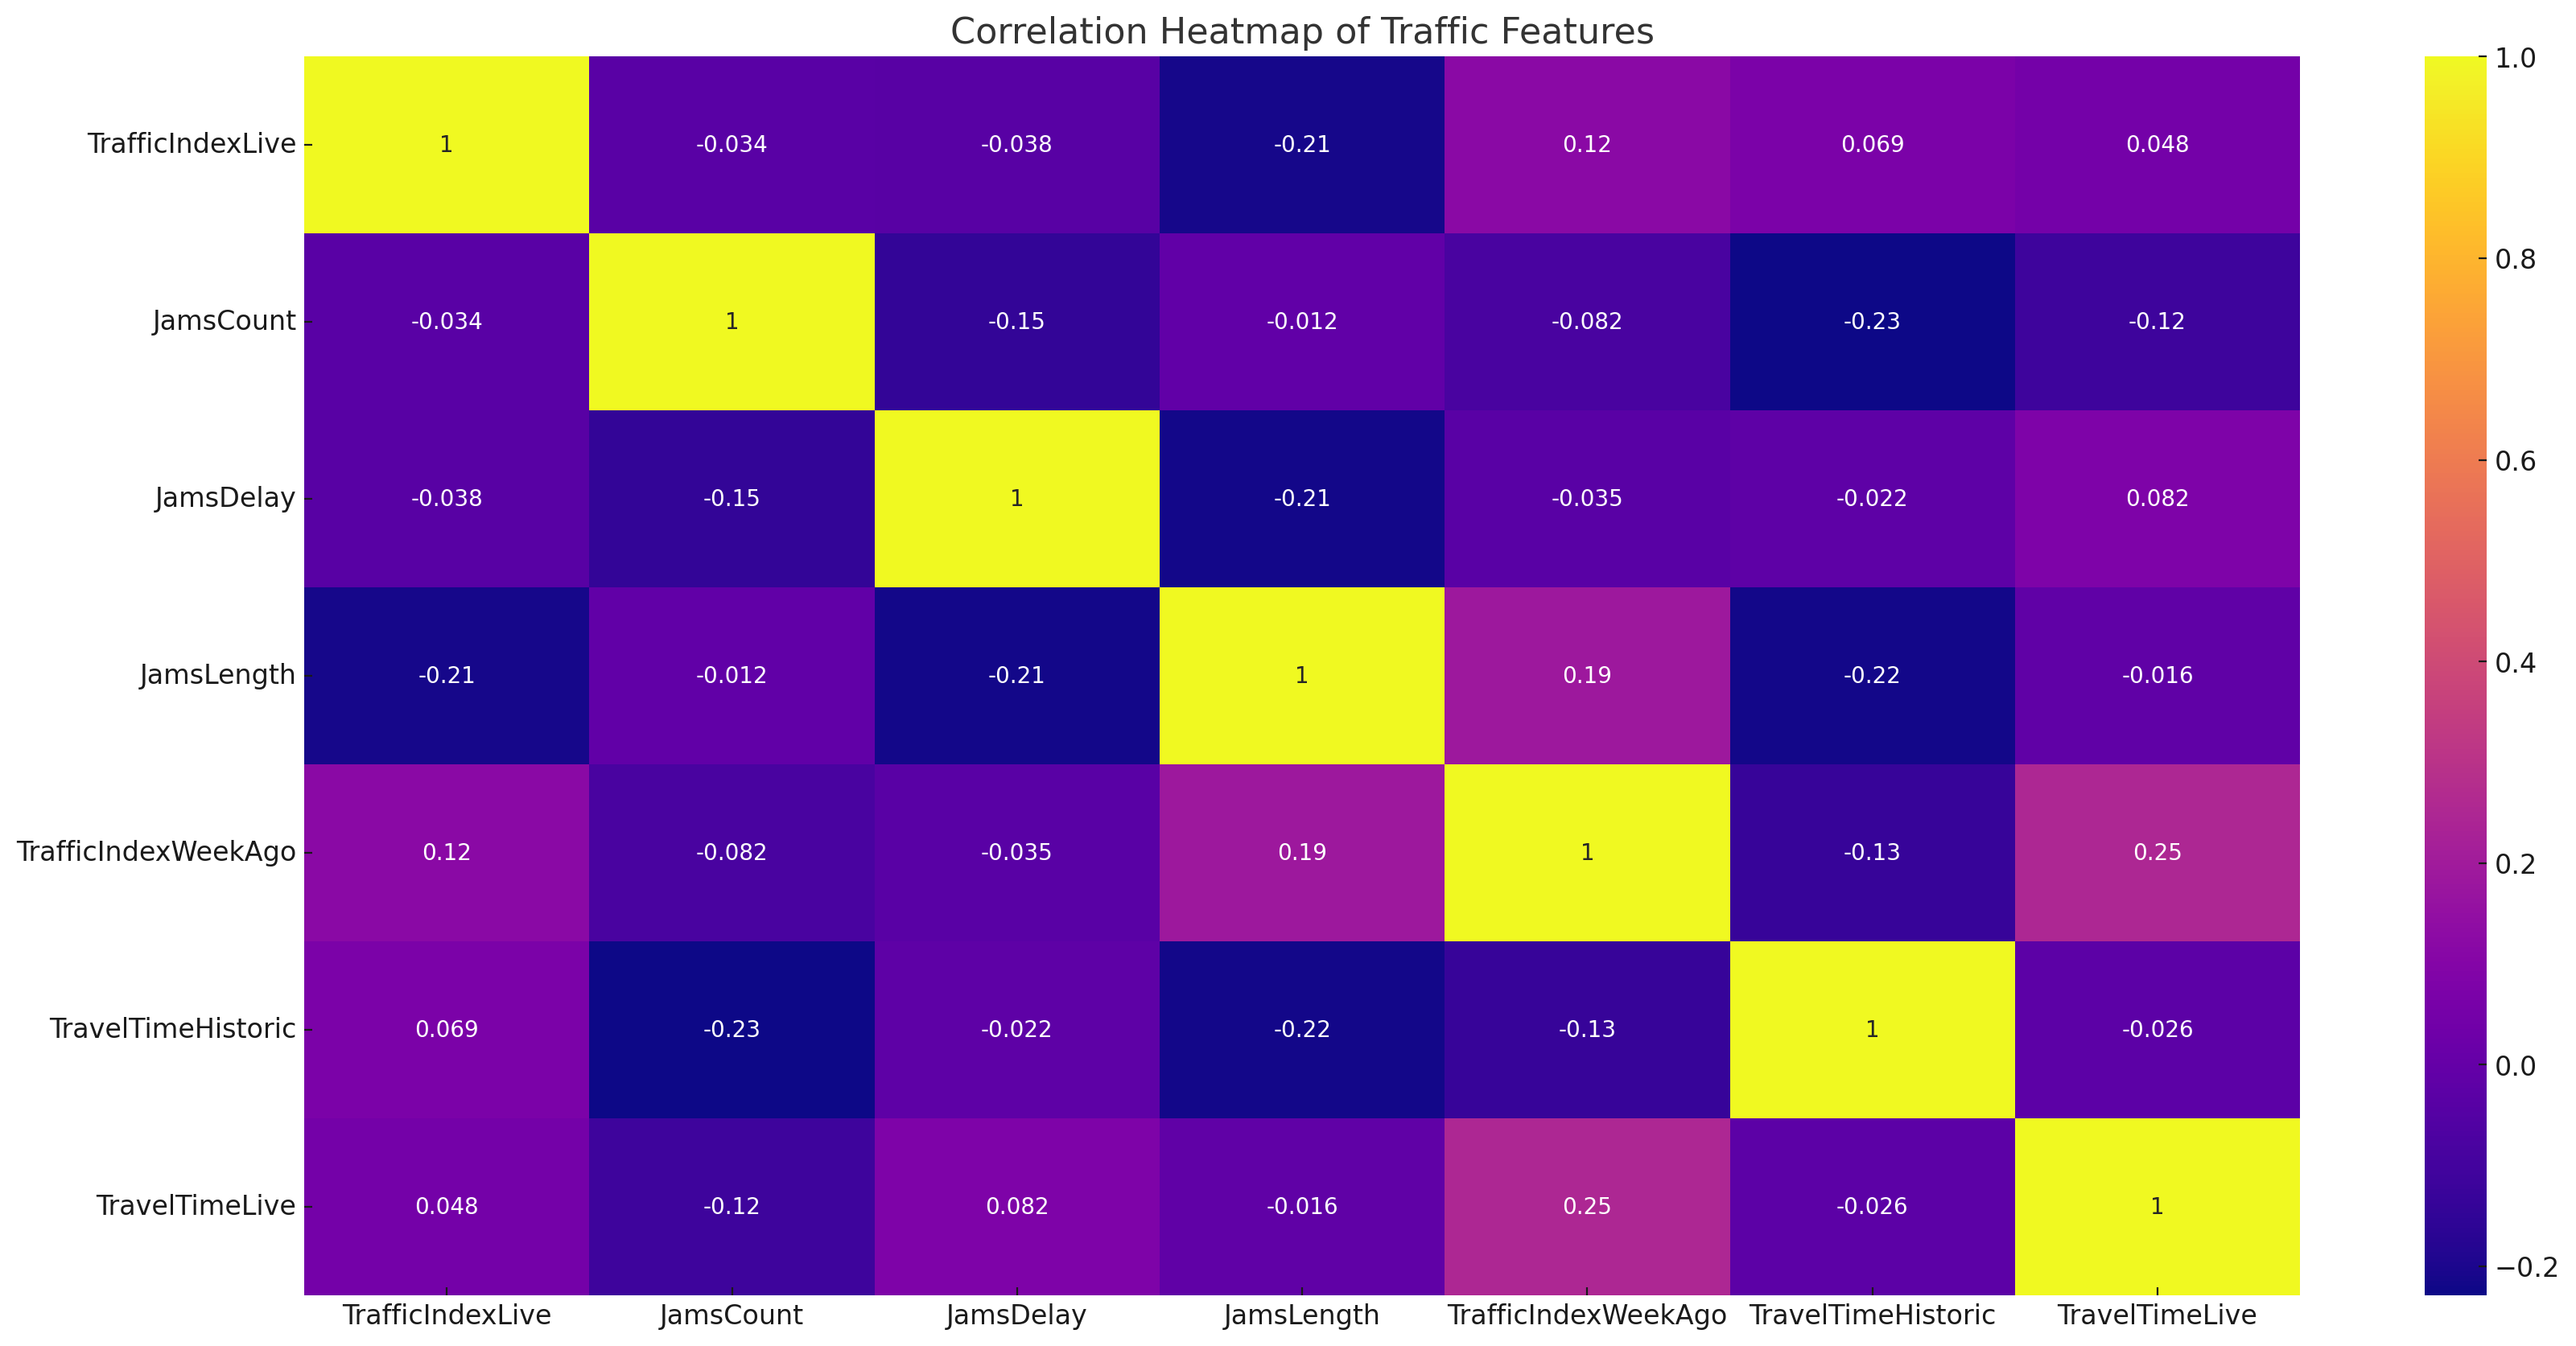 Correlation Heatmap of Traffic Features
TrafficIndexLive 1 -0.034 -0.038 -0.21 0.12 0.069 0.048
JamsCount -0.034 1 -0.15 -0.012 -0.082 -0.23 -0.12
JamsDelay -0.038 -0.15 1 -0.21 -0.035 -0.022 0.082
JamsLength -0.21 -0.012 -0.21 1 0.19 -0.22 -0.016
TrafficIndexWeekAgo 0.12 -0.082 -0.035 0.19 1 -0.13 0.25
TravelTimeHistoric 0.069 -0.23 -0.022 -0.22 -0.13 1 -0.026
TravelTimeLive 0.048 -0.12 0.082 -0.016 0.25 -0.026 1
TrafficIndexLive JamsCount JamsDelay JamsLength TrafficIndexWeekAgo TravelTimeHistoric TravelTimeLive
1.0
0.8
0.6
0.4
0.2
0.0
−0.2